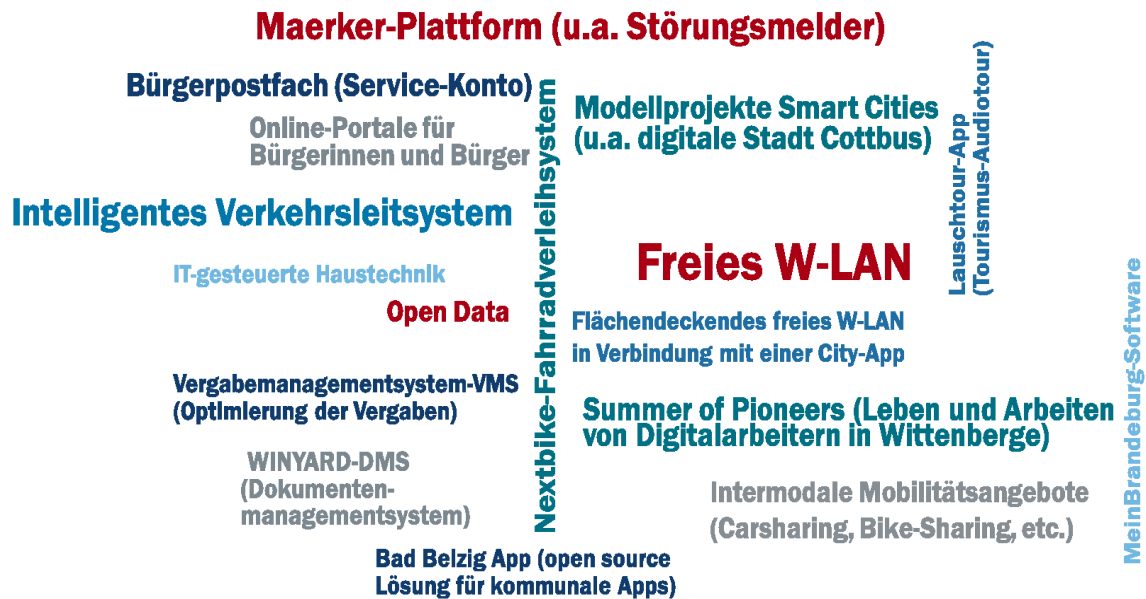 Maerker-Plattform (u.a. Störungsmelder)
Bürgerpostfach (Service-Konto)
Online-Portale für
Bürgerinnen und Bürger
Nextbike-Fahrradverleihsystem
Modellprojekte Smart Cities
(u.a. digitale Stadt Cottbus)
Lauschtour-App
(Tourismus-Audiotour)
Intelligentes Verkehrsleitsystem
Freies W-LAN
IT-gesteuerte Haustechnik
Open Data
Flächendeckendes freies W-LAN
in Verbindung mit einer City-App
MeinBrandeburg-Software
Vergabemanagementsystem-VMS
(Optimierung der Vergaben)
Summer of Pioneers (Leben und Arbeiten
von Digitalarbeitern in Wittenberge)
WINYARD-DMS
(Dokumenten-
managementsystem)
Intermodale Mobilitätsangebote
(Carsharing, Bike-Sharing, etc.)
Bad Belzig App (open source
Lösung für kommunale Apps)